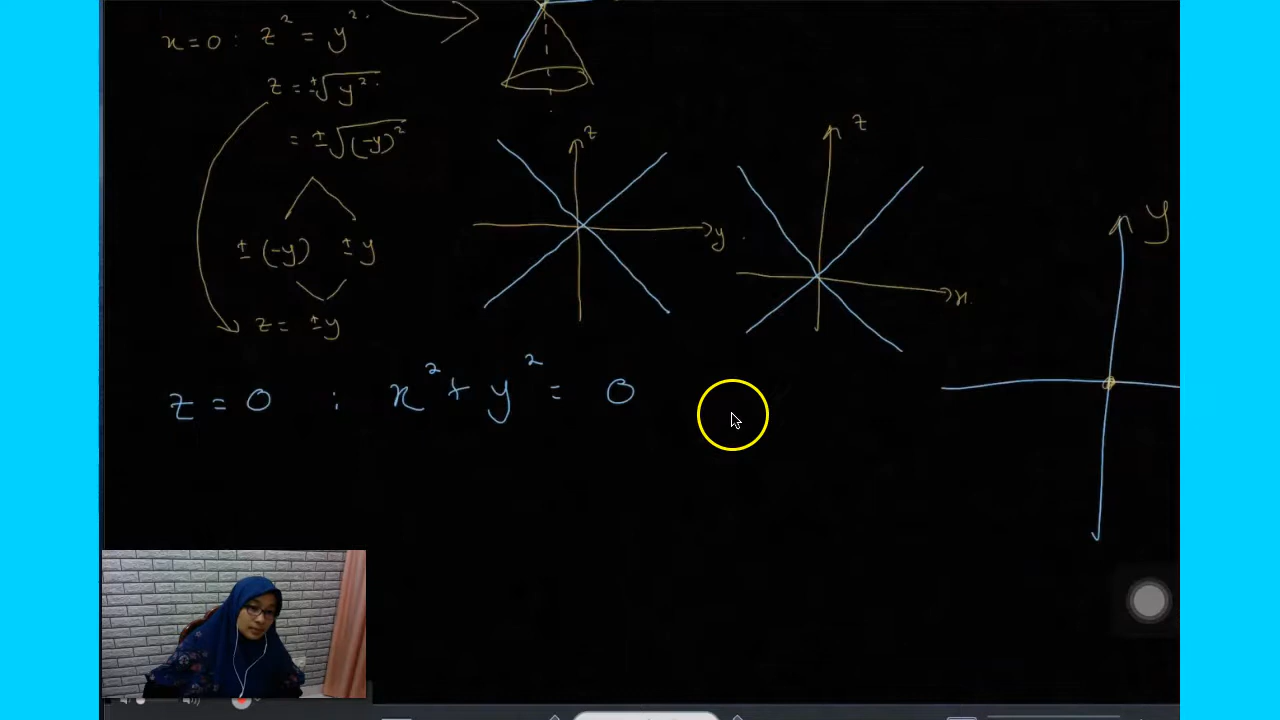 x=0 : z² = y²
z = ±√y²
= ±√(-y)²
±(-y) ±y
z = ±y
z
y
z
x
y
z = 0 : x² + y² = 0